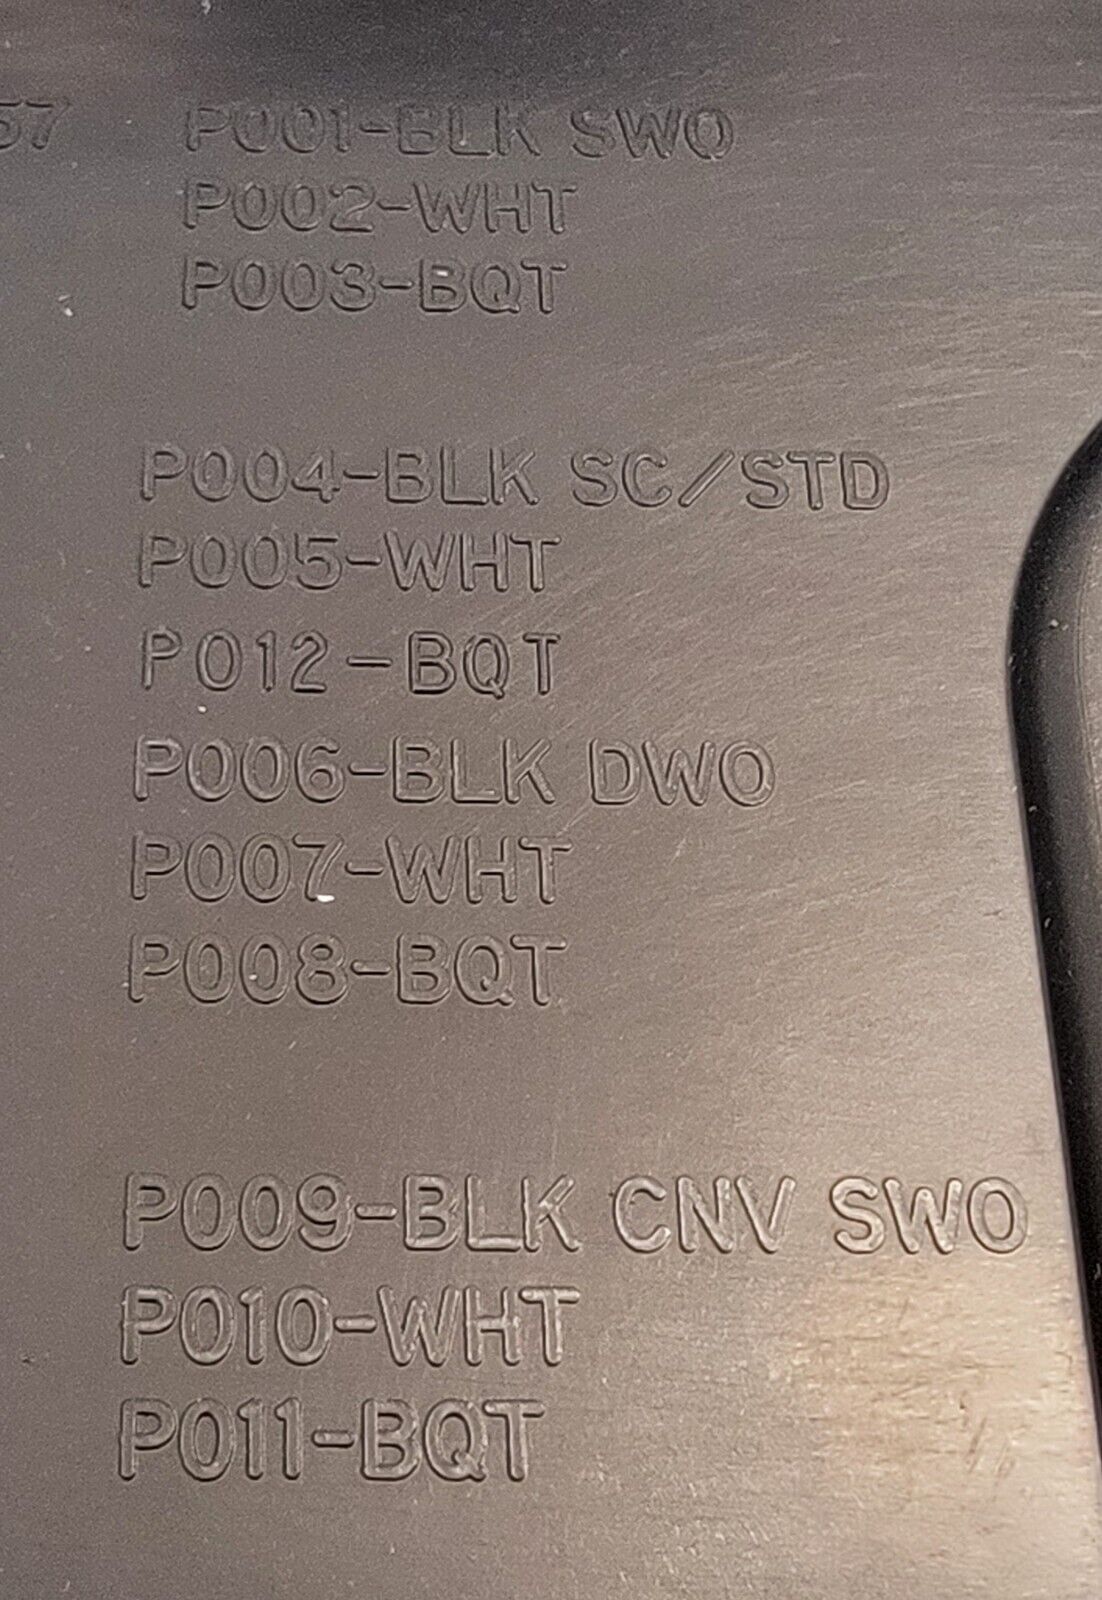 57 P001-BLK SWO
P002-WHT
P003-BQT
P004-BLK SC/STD
P005-WHT
P012-BQT
P006-BLK DWO
P007-WHT
P008-BQT
P009-BLK CNV SWO
P010-WHT
P011-BQT